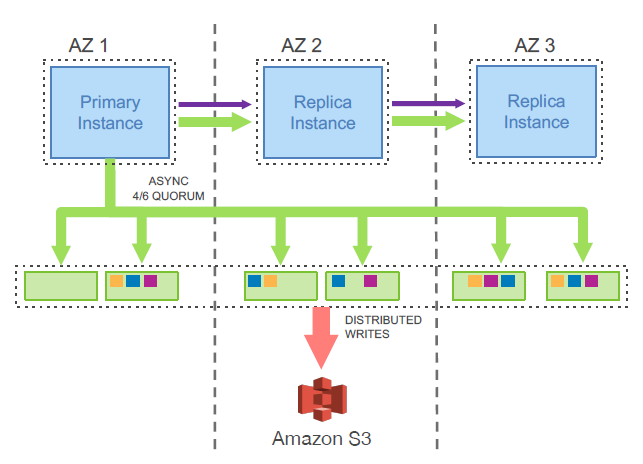 AZ 1
AZ 2
AZ 3
Primary
Instance
Replica
Instance
Replica
Instance
ASYNC
4/6 QUORUM
DISTRIBUTED
WRITES
Amazon S3